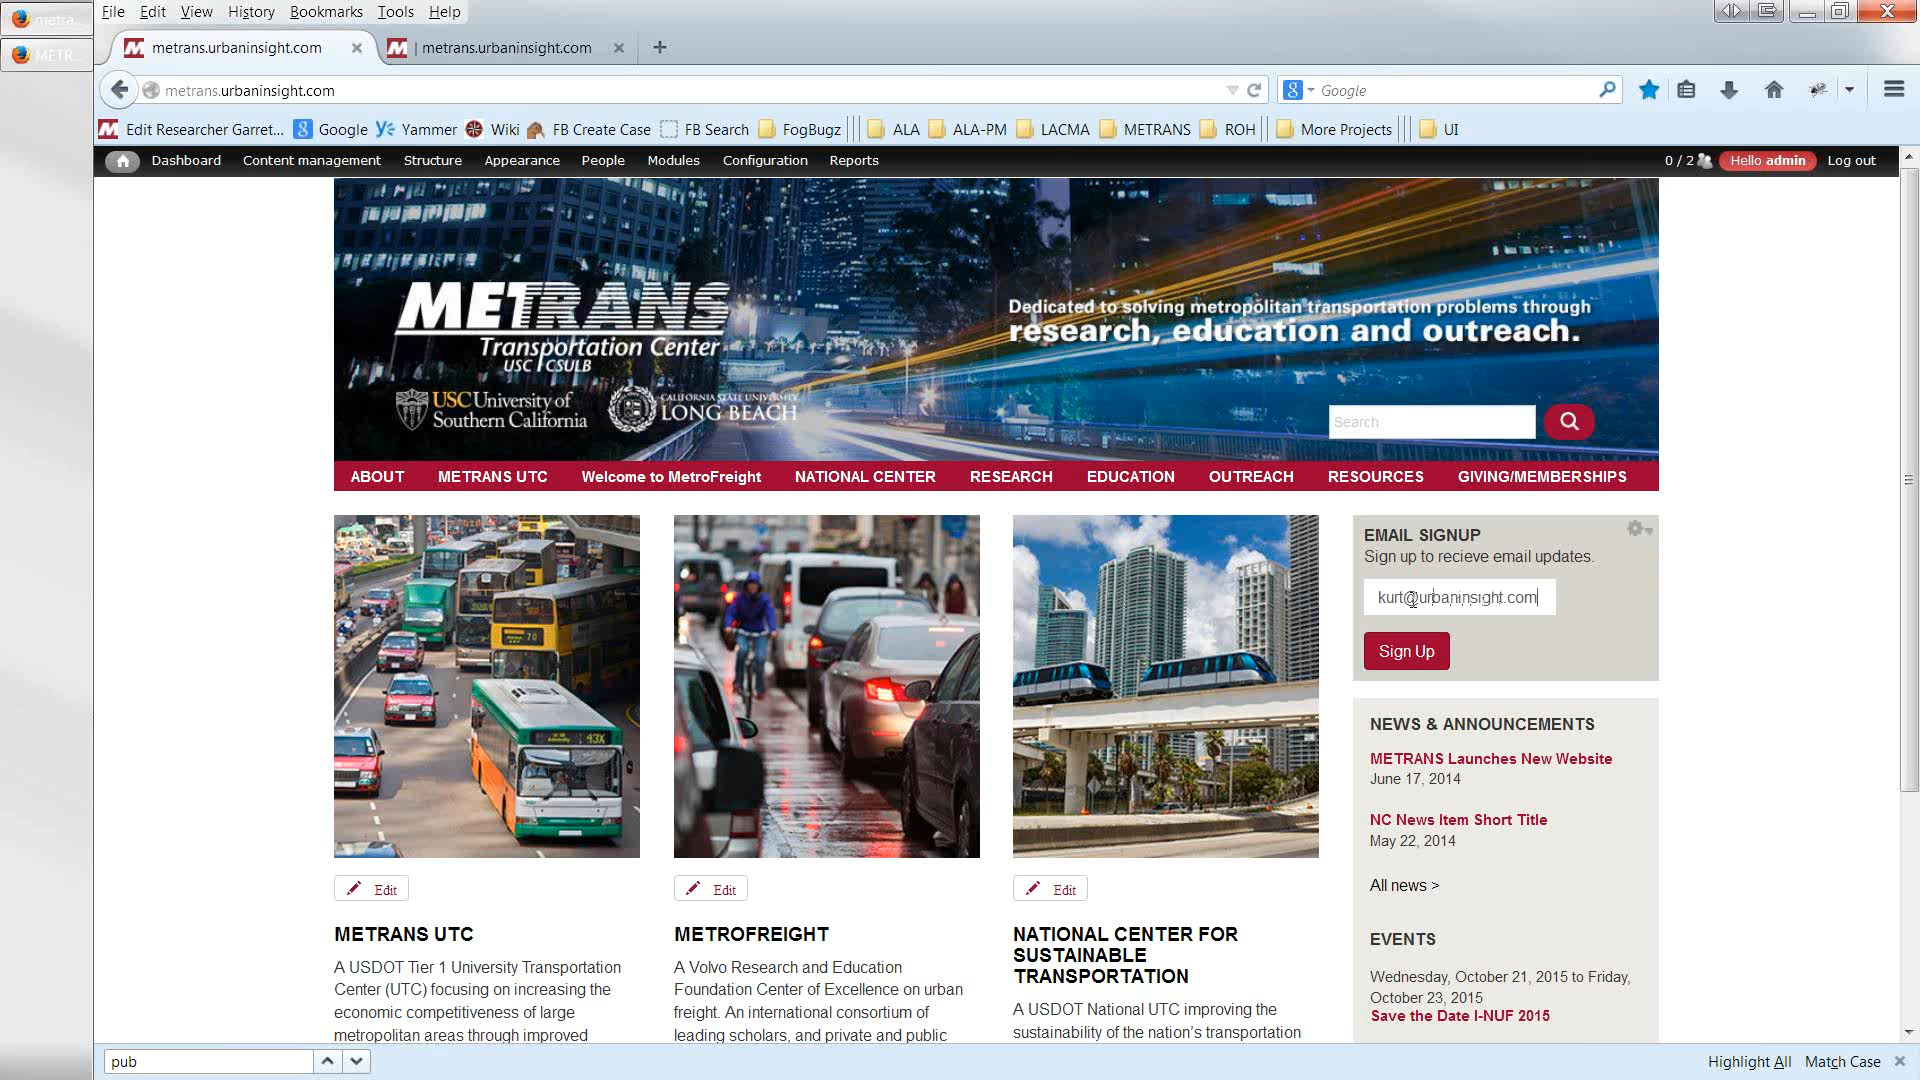 metra...
METR...
File Edit View History Bookmarks Tools Help
metrans.urbaninsight.com
| metrans.urbaninsight.com
metrans.urbaninsight.com
Google
Edit Researcher Garret... Google Yammer Wiki FB Create Case FB Search FogBugz ALA ALA-PM LACMA METRANS ROH More Projects UI
Dashboard Content management Structure Appearance People Modules Configuration Reports
0 / 2 Hello admin Log out
METRANS
Transportation Center
USC | CSULB
USC University of
Southern California
CALIFORNIA STATE UNIVERSITY
LONG BEACH
Dedicated to solving metropolitan transportation problems through
research, education and outreach.
Search
ABOUT METRANS UTC Welcome to MetroFreight NATIONAL CENTER RESEARCH EDUCATION OUTREACH RESOURCES GIVING/MEMBERSHIPS
43X
70
EMAIL SIGNUP
Sign up to recieve email updates.
kurt@urbaninsight.com
Sign Up
NEWS & ANNOUNCEMENTS
METRANS Launches New Website
June 17, 2014
NC News Item Short Title
May 22, 2014
All news >
EVENTS
Wednesday, October 21, 2015 to Friday,
October 23, 2015
Save the Date I-NUF 2015
Edit
METRANS UTC
A USDOT Tier 1 University Transportation
Center (UTC) focusing on increasing the
economic competitiveness of large
metropolitan areas through improved
Edit
METROFREIGHT
A Volvo Research and Education
Foundation Center of Excellence on urban
freight. An international consortium of
leading scholars, and private and public
Edit
NATIONAL CENTER FOR
SUSTAINABLE
TRANSPORTATION
A USDOT National UTC improving the
sustainability of the nation's transportation
pub
Highlight All Match Case